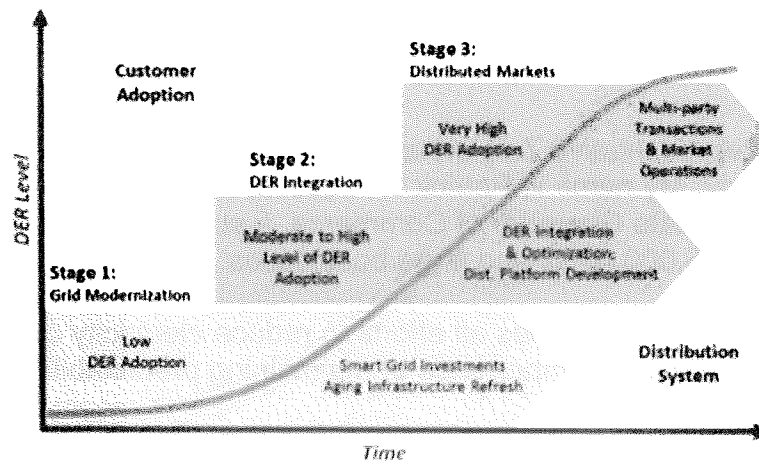 Customer
Adoption
Stage 3:
Distributed Markets
Very High
DER Adoption
Multi-party
Transactions
& Market
Operations
Stage 2:
DER Integration
Moderate to High
Level of DER
Adoption
DER Integration
& Optimization;
Dist. Platform Development
Stage 1:
Grid Modernization
Low
DER Adoption
Smart Grid Investments
Aging Infrastructure Refresh
Distribution
System
DER Level
Time